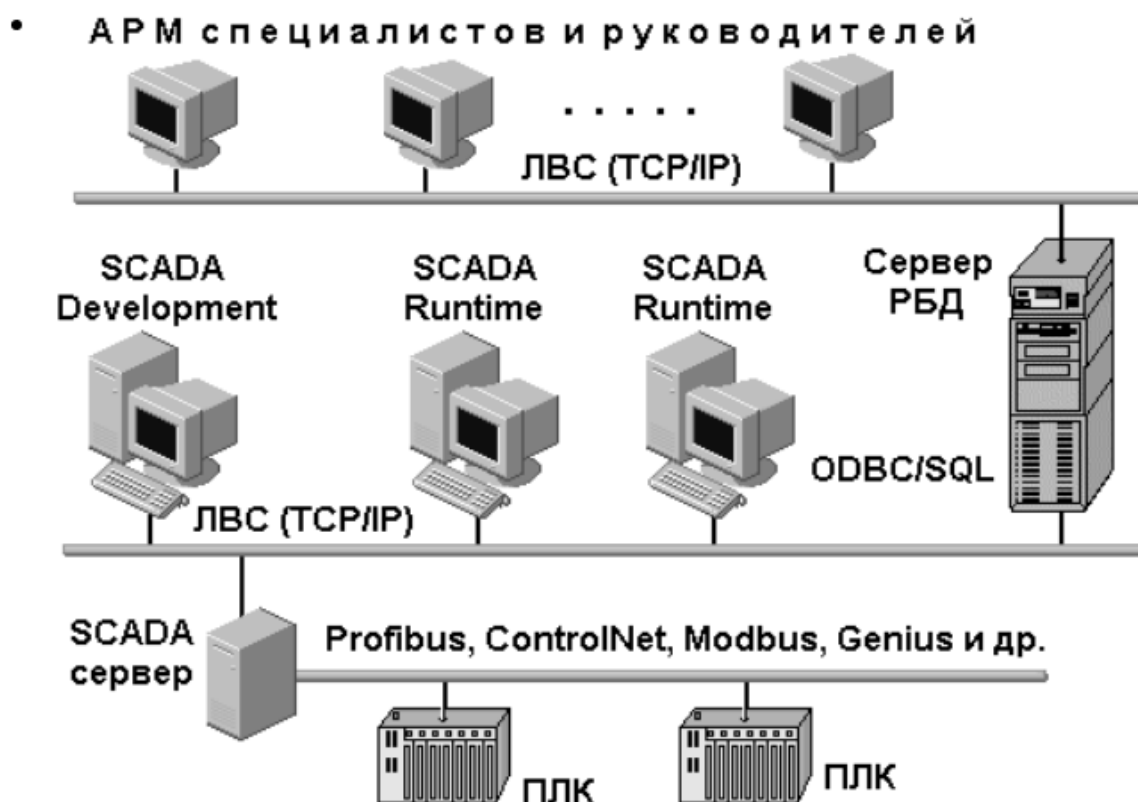 • АРМ специалистов и руководителей
. . . . .
ЛВС (TCP/IP)
SCADA Development
SCADA Runtime
SCADA Runtime
Сервер РБД
ODBC/SQL
ЛВС (TCP/IP)
SCADA сервер
Profibus, ControlNet, Modbus, Genius и др.
ПЛК
ПЛК